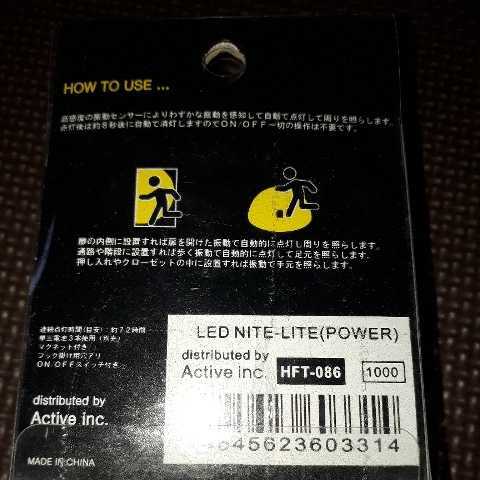 HOW TO USE ...
高感度の振動センサーによりわずかな振動を感知して自動で点灯して周りを照らします。
点灯後は約8秒後に自動で消灯しますのでON/OFF一切の操作は不要です。
扉の内側に設置すれば扉を開けた振動で自動的に点灯し周りを照らします。
通路や階段に設置すれば歩く振動で自動的に点灯して足元を照らします。
押し入れやクローゼットの中に設置すれば振動で手元を照らします。
連続点灯時間(目安):約72時間
単三電池3本使用(別売)
マグネット付き
フック掛け用穴アリ
ON/OFFスイッチ付き
distributed by
Active inc.
MADE IN CHINA
LED NITE-LITE(POWER)
distributed by
Active inc. HFT-086 1000
45623603314